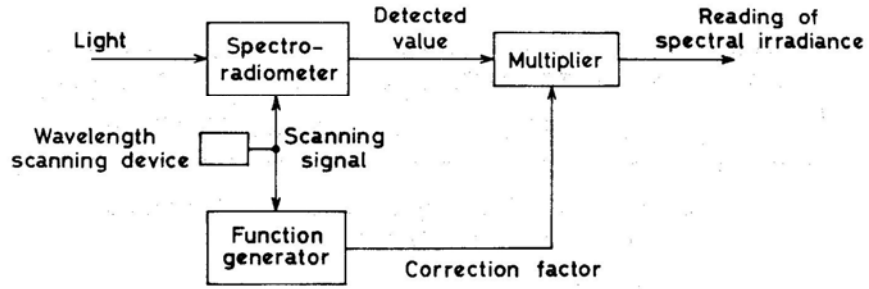 Light
Spectro-
radiometer
Detected
value
Multiplier
Reading of
spectral irradiance
Wavelength
scanning device
Scanning
signal
Function
generator
Correction factor